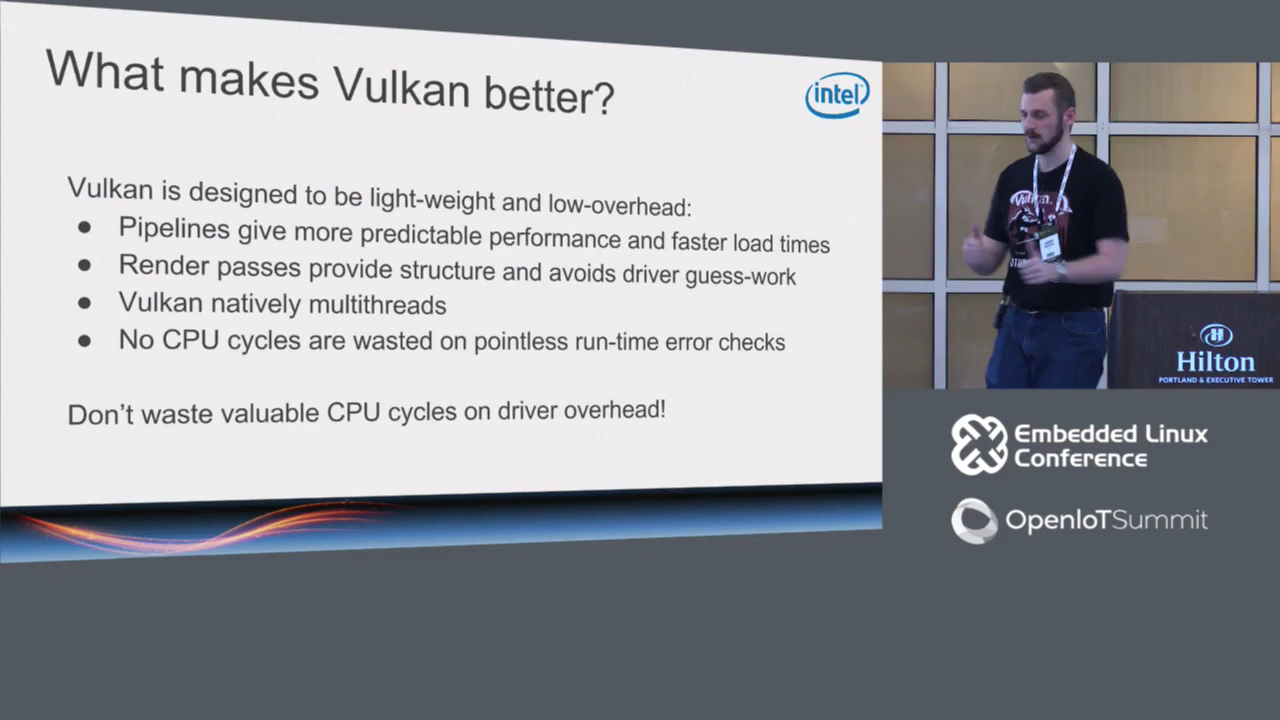 What makes Vulkan better?
intel
Vulkan is designed to be light-weight and low-overhead:
● Pipelines give more predictable performance and faster load times
● Render passes provide structure and avoids driver guess-work
● Vulkan natively multithreads
● No CPU cycles are wasted on pointless run-time error checks
Don't waste valuable CPU cycles on driver overhead!
Vulkan
H
Hilton
PORTLAND & EXECUTIVE TOWER
Embedded Linux
Conference
OpenIoTSummit